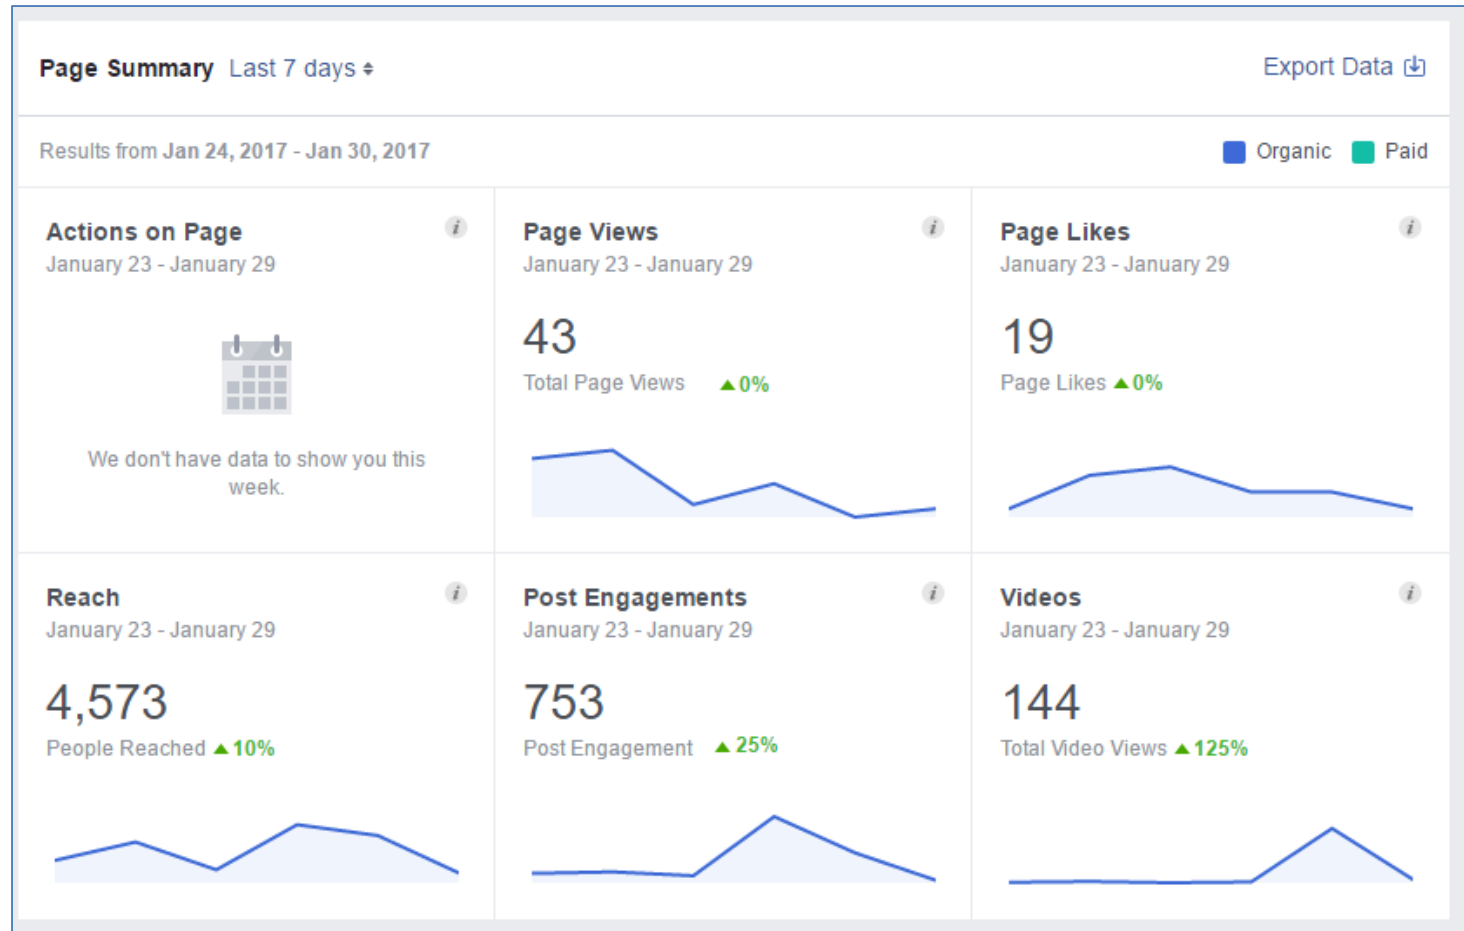 Page Summary Last 7 days
Export Data
Results from Jan 24, 2017 - Jan 30, 2017
Organic Paid
Actions on Page
January 23 - January 29
We don't have data to show you this
week.
Page Views
January 23 - January 29
43
Total Page Views 0%
Page Likes
January 23 - January 29
19
Page Likes 0%
Reach
January 23 - January 29
4,573
People Reached 10%
Post Engagements
January 23 - January 29
753
Post Engagement 25%
Videos
January 23 - January 29
144
Total Video Views 125%